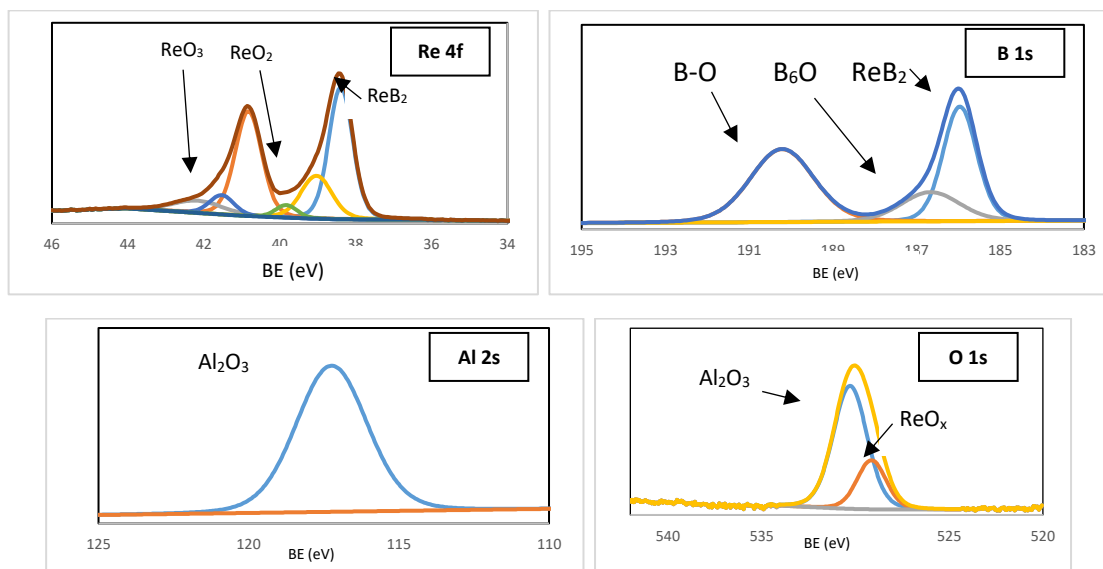 Re 4f
ReO₃
ReO₂
ReB₂
46 44 42 40 38 36 34
BE (eV)
B 1s
B-O
B₆O
ReB₂
195 193 191 189 187 185 183
BE (eV)
Al 2s
Al₂O₃
125 120 115 110
BE (eV)
O 1s
Al₂O₃
ReOₓ
540 535 525 520
BE (eV)